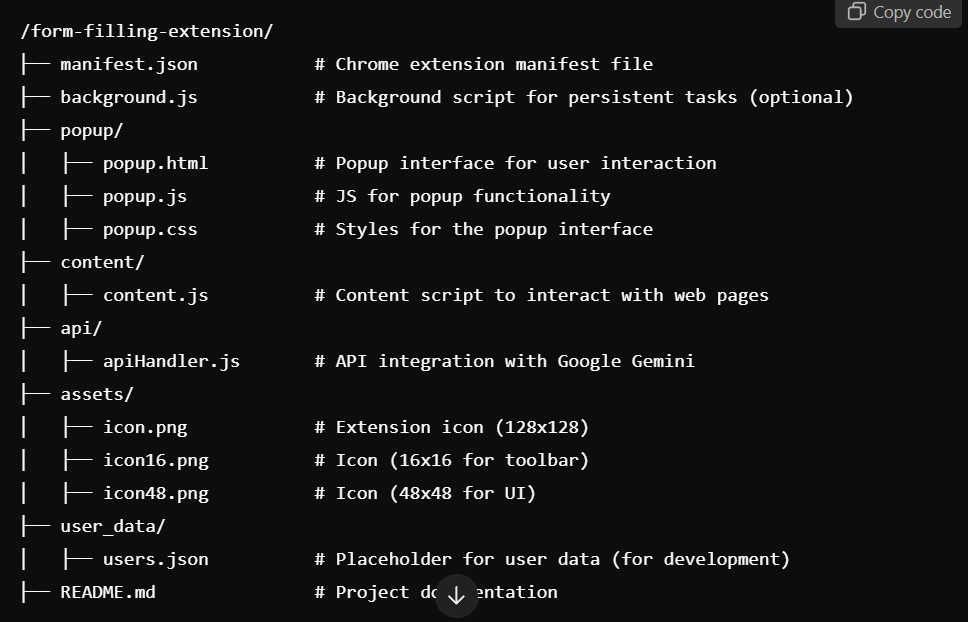 Copy code
/form-filling-extension/
├── manifest.json # Chrome extension manifest file
├── background.js # Background script for persistent tasks (optional)
├── popup/
│ ├── popup.html # Popup interface for user interaction
│ ├── popup.js # JS for popup functionality
│ ├── popup.css # Styles for the popup interface
├── content/
│ ├── content.js # Content script to interact with web pages
├── api/
│ ├── apiHandler.js # API integration with Google Gemini
├── assets/
│ ├── icon.png # Extension icon (128x128)
│ ├── icon16.png # Icon (16x16 for toolbar)
│ ├── icon48.png # Icon (48x48 for UI)
├── user_data/
│ ├── users.json # Placeholder for user data (for development)
├── README.md # Project